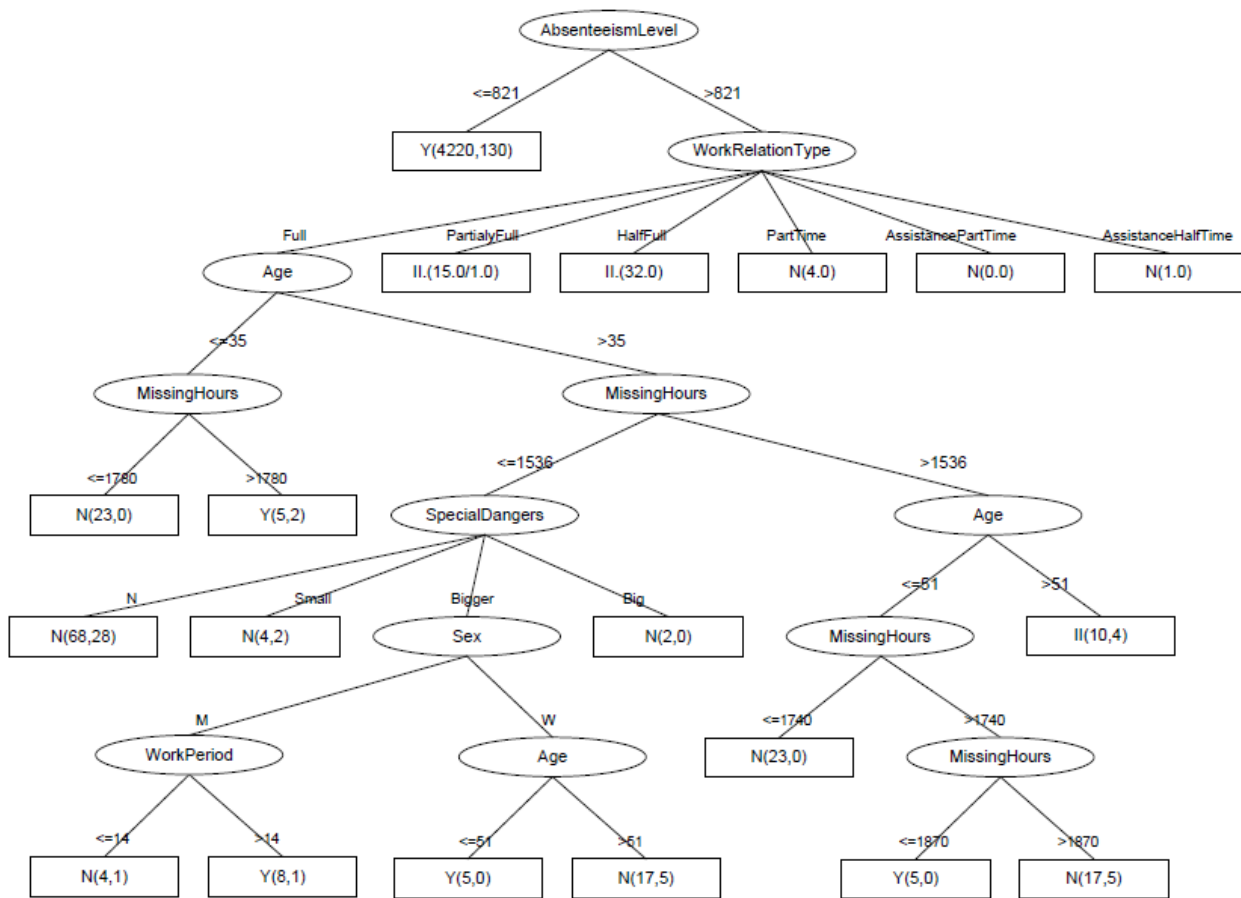 AbsenteeismLevel
<=821
>821
Y(4220,130)
WorkRelationType
Full
PartialyFull
HalfFull
PartTime
AssistancePartTime
AssistanceHalfTime
Age
II.(15.0/1.0)
II.(32.0)
N(4.0)
N(0.0)
N(1.0)
<=35
>35
MissingHours
MissingHours
<=1780
>1780
<=1536
>1536
N(23,0)
Y(5,2)
SpecialDangers
Age
N
Small
Bigger
Big
<=51
>51
N(68,28)
N(4,2)
Sex
N(2,0)
MissingHours
II(10,4)
M
W
<=1740
>1740
WorkPeriod
Age
N(23,0)
MissingHours
<=14
>14
<=51
>51
<=1870
>1870
N(4,1)
Y(8,1)
Y(5,0)
N(17,5)
Y(5,0)
N(17,5)